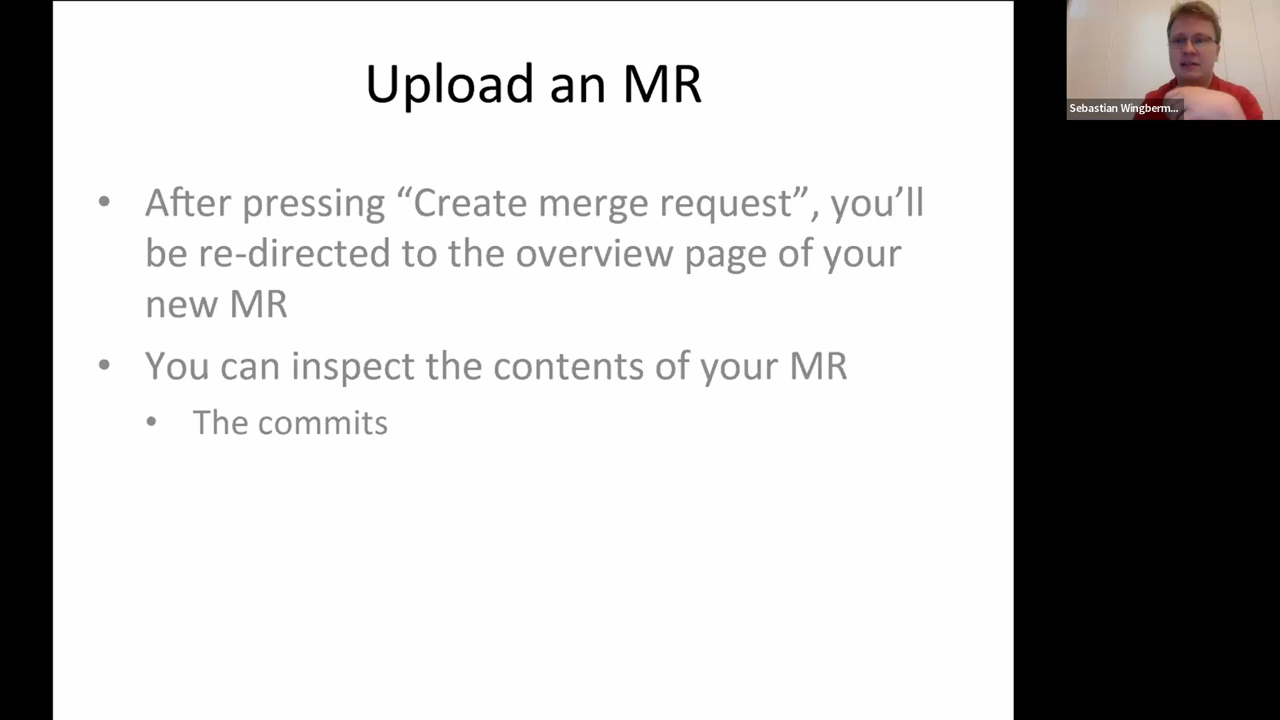 Upload an MR
• After pressing “Create merge request”, you’ll
be re-directed to the overview page of your
new MR
• You can inspect the contents of your MR
• The commits
Sebastian Wingberm...